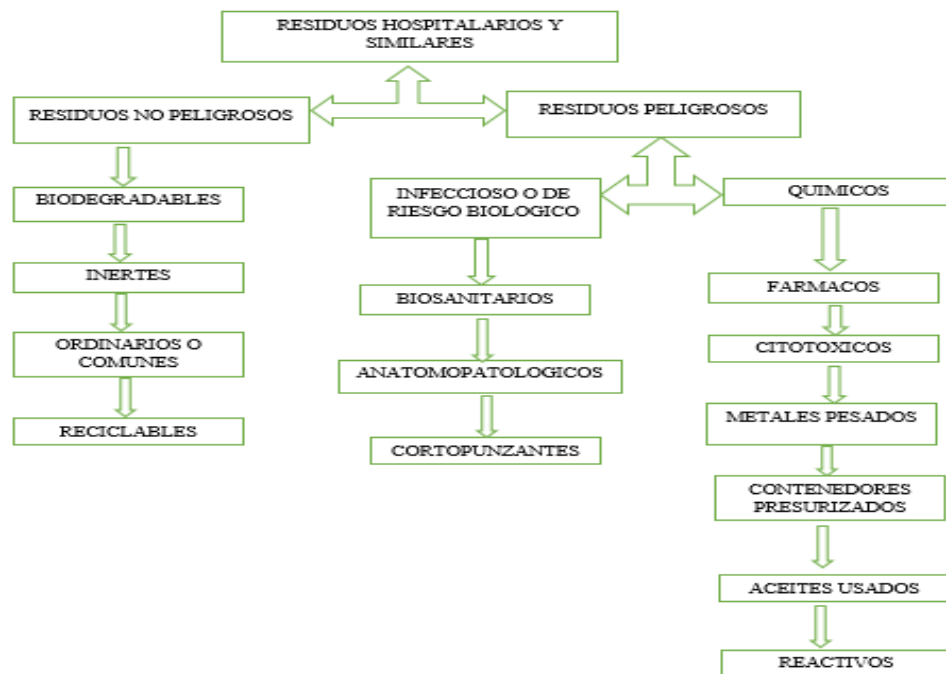 RESIDUOS HOSPITALARIOS Y
SIMILARES
RESIDUOS NO PELIGROSOS
RESIDUOS PELIGROSOS
BIODEGRADABLES
INERTES
ORDINARIOS O
COMUNES
RECICLABLES
INFECCIOSO O DE
RIESGO BIOLOGICO
BIOSANITARIOS
ANATOMOPATOLOGICOS
CORTOPUNZANTES
QUIMICOS
FARMACOS
CITOTOXICOS
METALES PESADOS
CONTENEDORES
PRESURIZADOS
ACEITES USADOS
REACTIVOS